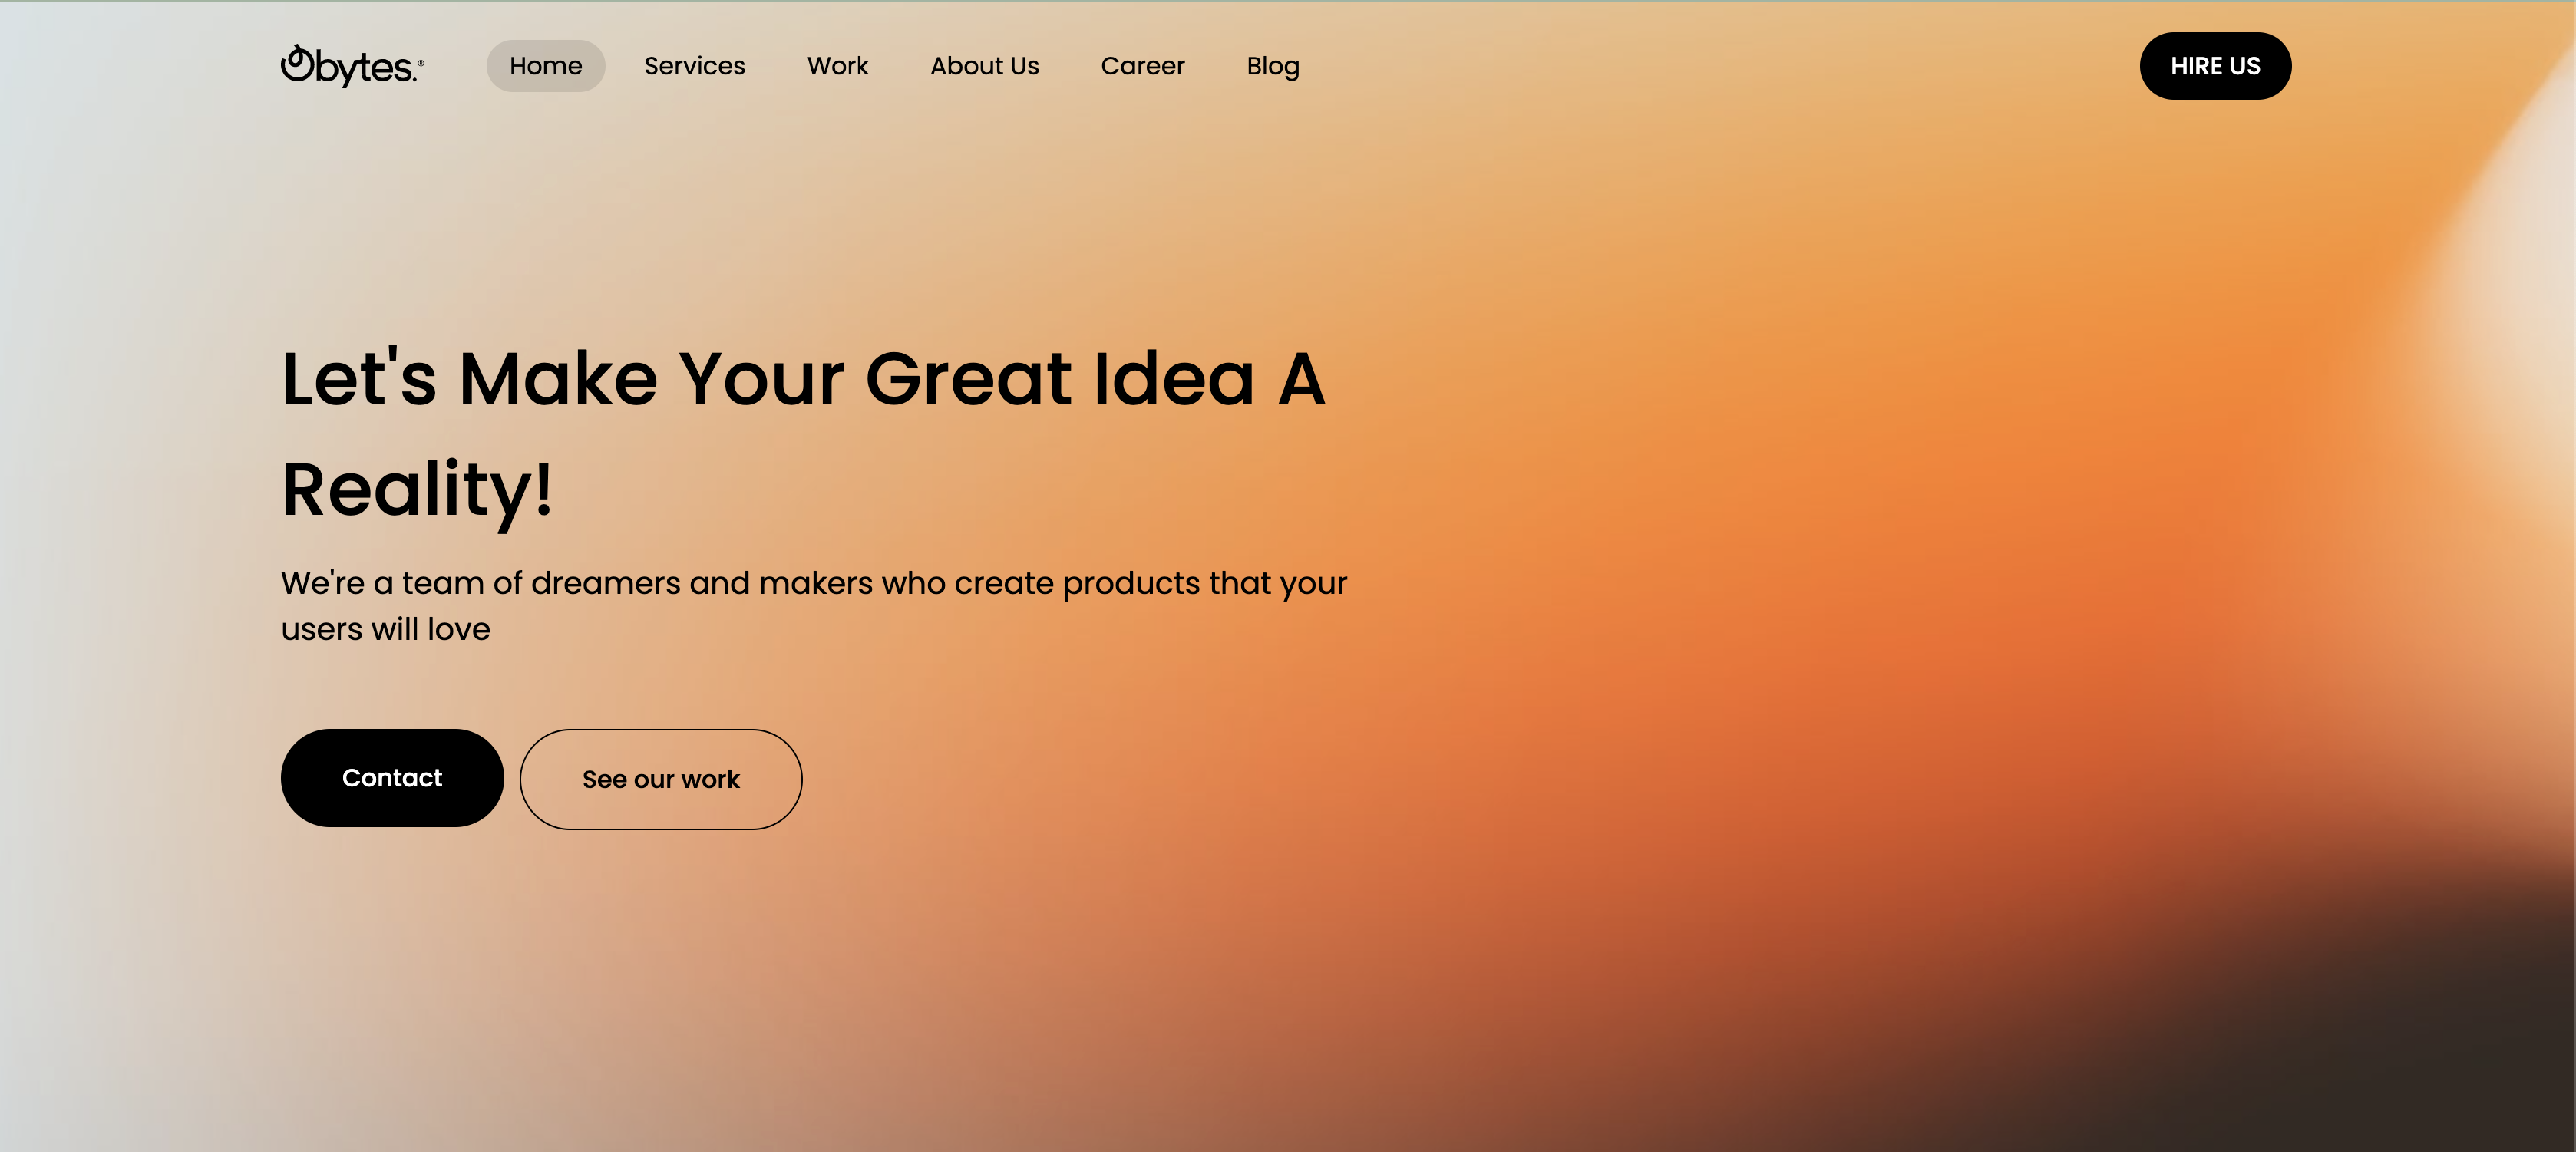 Obytes.®
Home
Services
Work
About Us
Career
Blog
HIRE US
Let's Make Your Great Idea A
Reality!
We're a team of dreamers and makers who create products that your
users will love
Contact
See our work